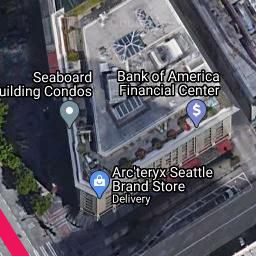 Seaboard
uilding Condos
Bank of America
Financial Center
Arc'teryx Seattle
Brand Store
Delivery